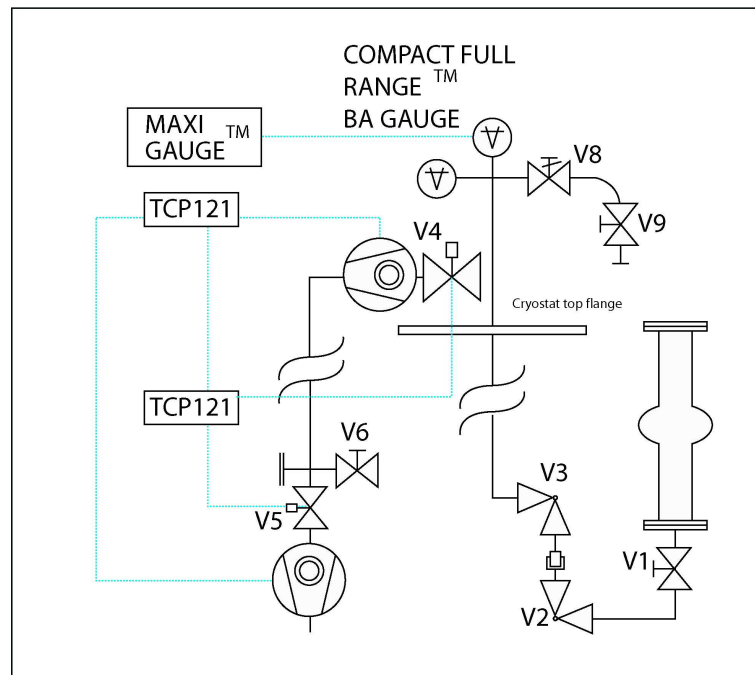 COMPACT FULL
RANGE TM
BA GAUGE
MAXI TM
GAUGE
V8
TCP121
V9
V4
Cryostat top flange
TCP121
V6
V3
V5
V1
V2